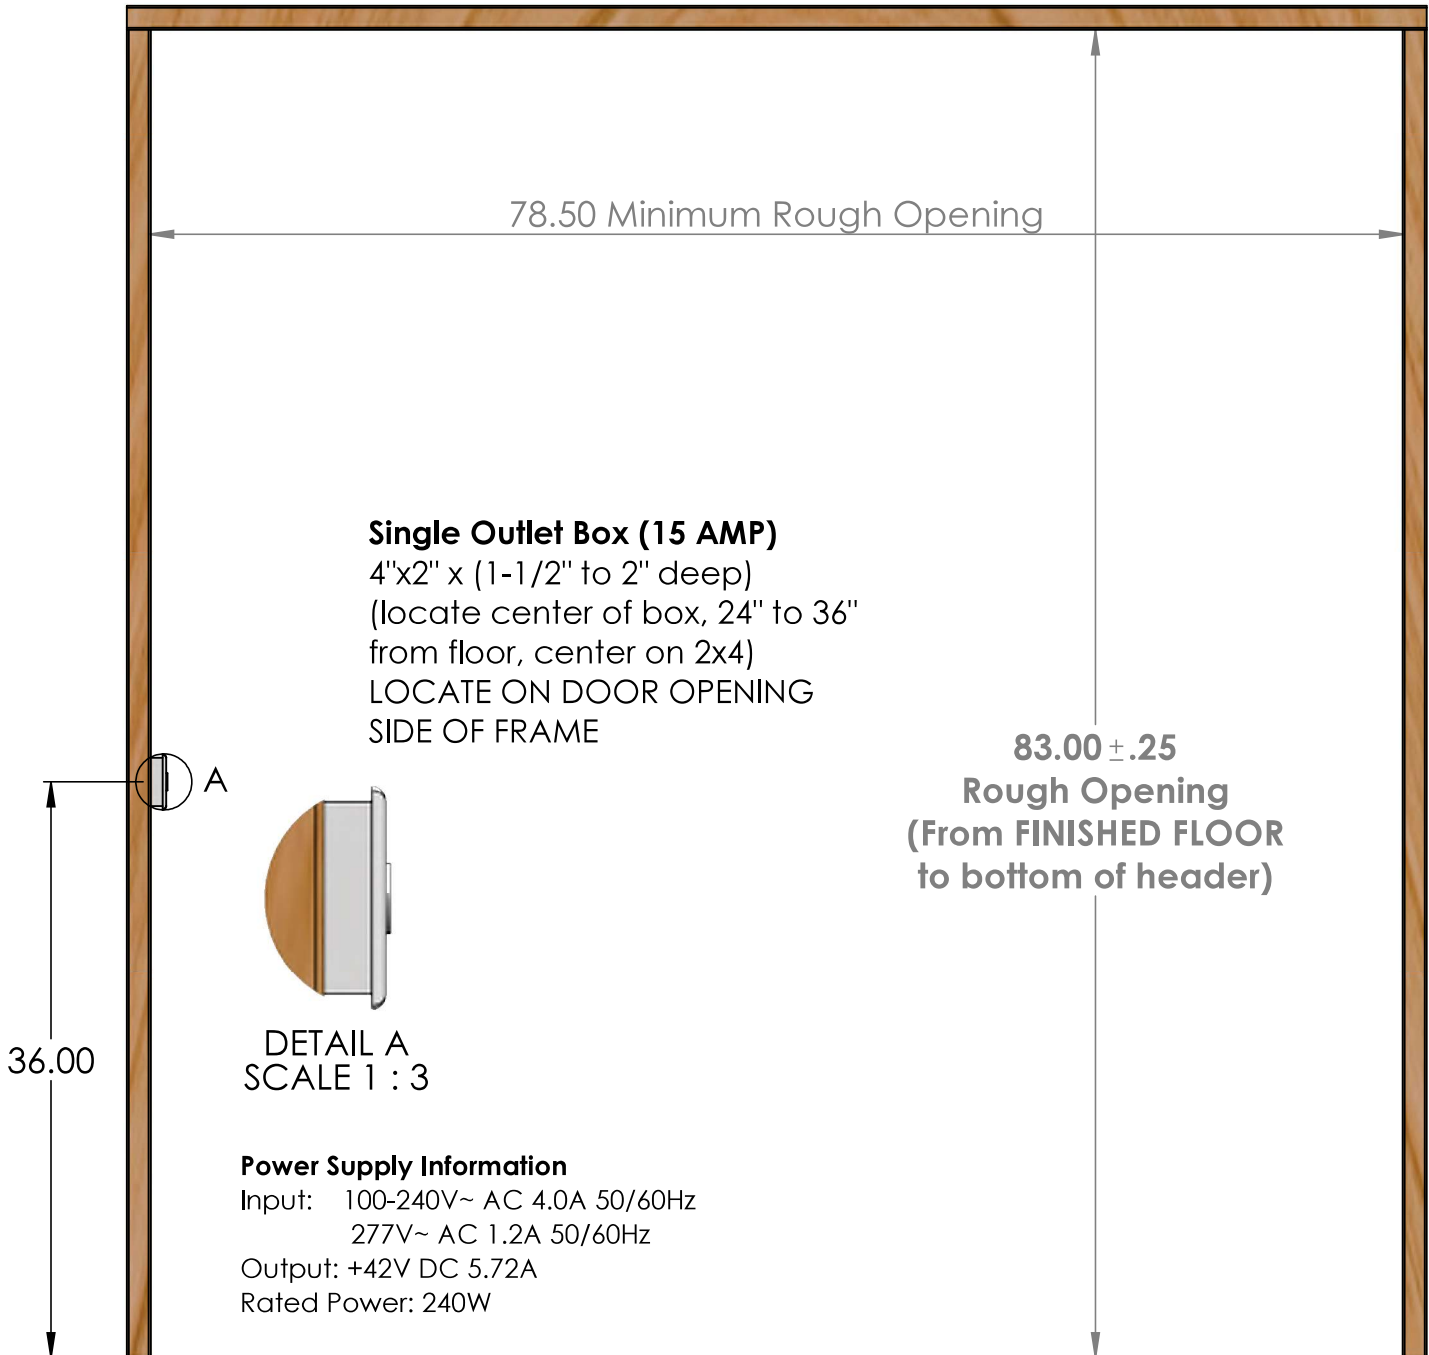 78.50 Minimum Rough Opening
Single Outlet Box (15 AMP)
4"x2" x (1-1/2" to 2" deep)
(locate center of box, 24" to 36"
from floor, center on 2x4)
LOCATE ON DOOR OPENING
SIDE OF FRAME
83.00 ±.25
Rough Opening
(From FINISHED FLOOR
to bottom of header)
A
36.00
DETAIL A
SCALE 1 : 3
Power Supply Information
Input: 100-240V~ AC 4.0A 50/60Hz
277V~ AC 1.2A 50/60Hz
Output: +42V DC 5.72A
Rated Power: 240W